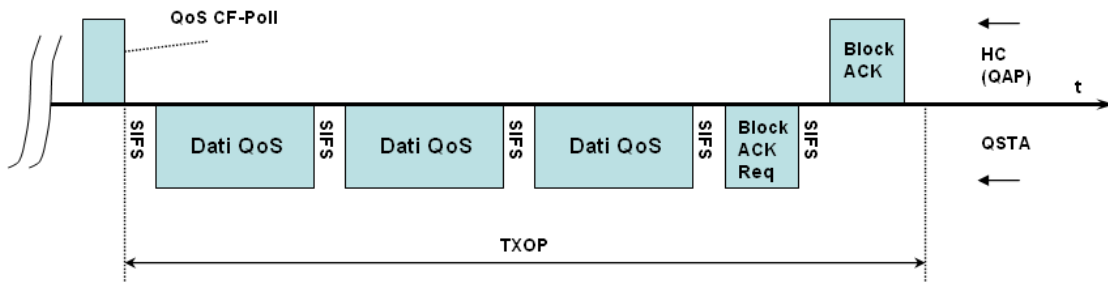 QoS CF-Poll
Block
ACK
HC
(QAP)
t
SIFS
Dati QoS
SIFS
Dati QoS
SIFS
Dati QoS
SIFS
Block
ACK
Req
SIFS
QSTA
TXOP